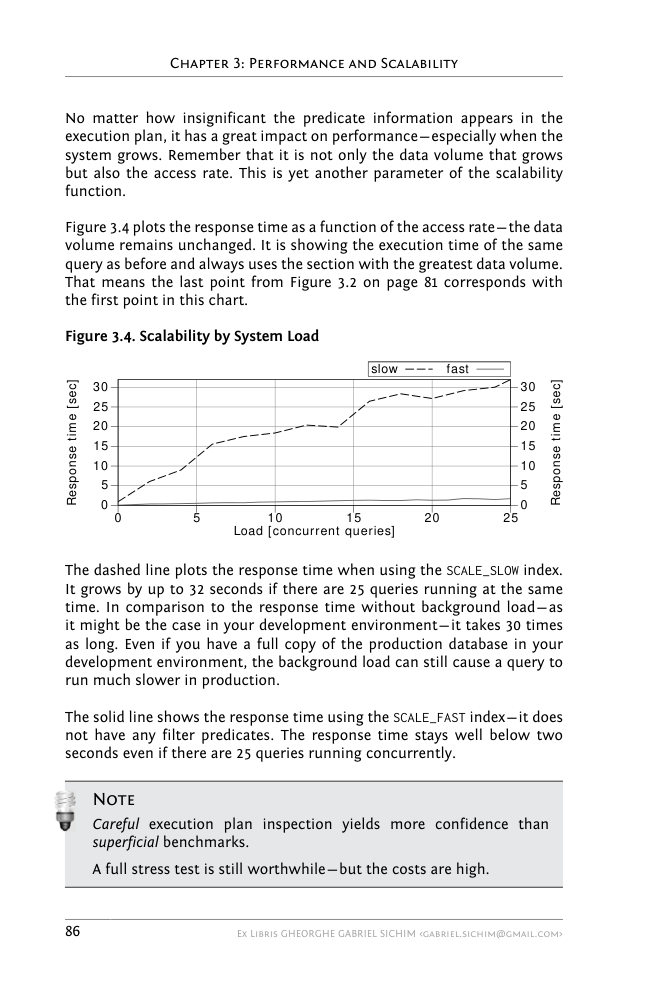 Chapter 3: Performance and Scalability
No matter how insignificant the predicate information appears in the
execution plan, it has a great impact on performance—especially when the
system grows. Remember that it is not only the data volume that grows
but also the access rate. This is yet another parameter of the scalability
function.
Figure 3.4 plots the response time as a function of the access rate—the data
volume remains unchanged. It is showing the execution time of the same
query as before and always uses the section with the greatest data volume.
That means the last point from Figure 3.2 on page 81 corresponds with
the first point in this chart.
Figure 3.4. Scalability by System Load
slow fast
Response time [sec]
30
25
20
15
10
5
0
30
25
20
15
10
5
0
Response time [sec]
0 5 10 15 20 25
Load [concurrent queries]
The dashed line plots the response time when using the SCALE_SLOW index.
It grows by up to 32 seconds if there are 25 queries running at the same
time. In comparison to the response time without background load—as
it might be the case in your development environment—it takes 30 times
as long. Even if you have a full copy of the production database in your
development environment, the background load can still cause a query to
run much slower in production.
The solid line shows the response time using the SCALE_FAST index—it does
not have any filter predicates. The response time stays well below two
seconds even if there are 25 queries running concurrently.
Note
Careful execution plan inspection yields more confidence than
superficial benchmarks.
A full stress test is still worthwhile—but the costs are high.
86
Ex Libris GHEORGHE GABRIEL SICHIM <gabriel.sichim@gmail.com>